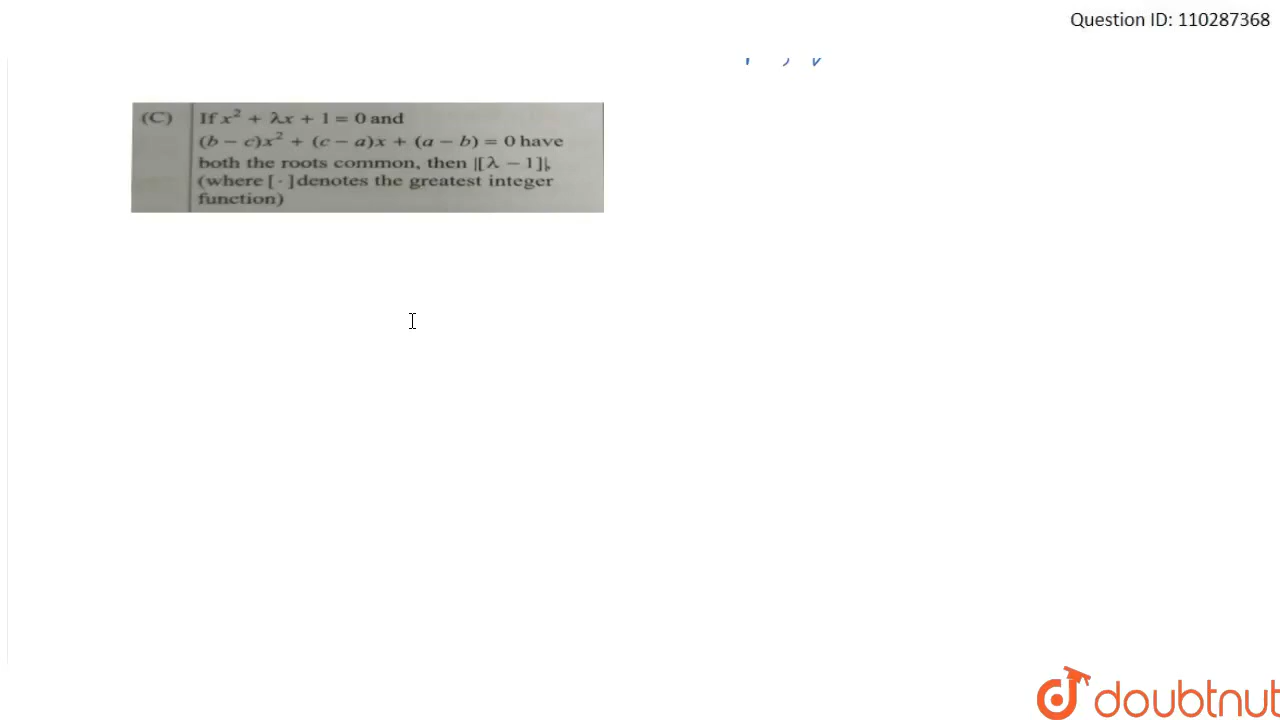 Question ID: 110287368
(C) If x² + λx + 1 = 0 and
(b − c)x² + (c − a)x + (a − b) = 0 have
both the roots common, then |[λ − 1]|,
(where [ · ] denotes the greatest integer
function)
doubtnut